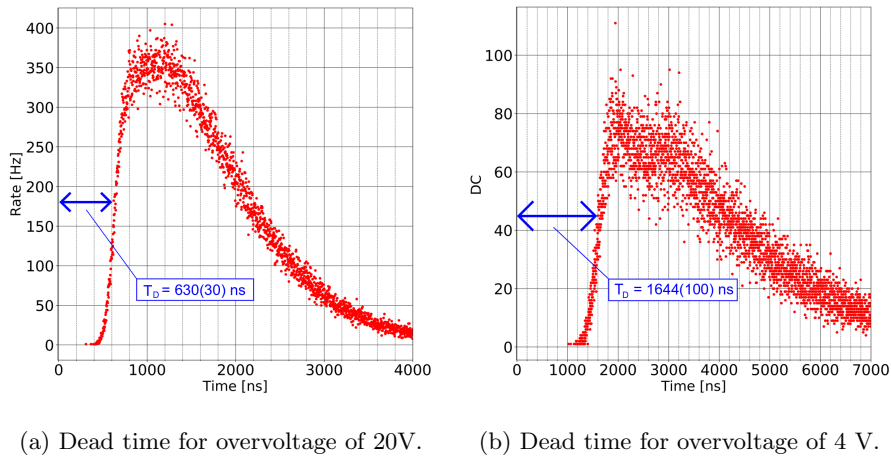 400
350
300
250
200
150
100
50
0
Rate [Hz]
T_D = 630(30) ns
0 1000 2000 3000 4000
Time [ns]
100
80
60
40
20
0
DC
T_D = 1644(100) ns
0 1000 2000 3000 4000 5000 6000 7000
Time [ns]
(a) Dead time for overvoltage of 20V.
(b) Dead time for overvoltage of 4 V.